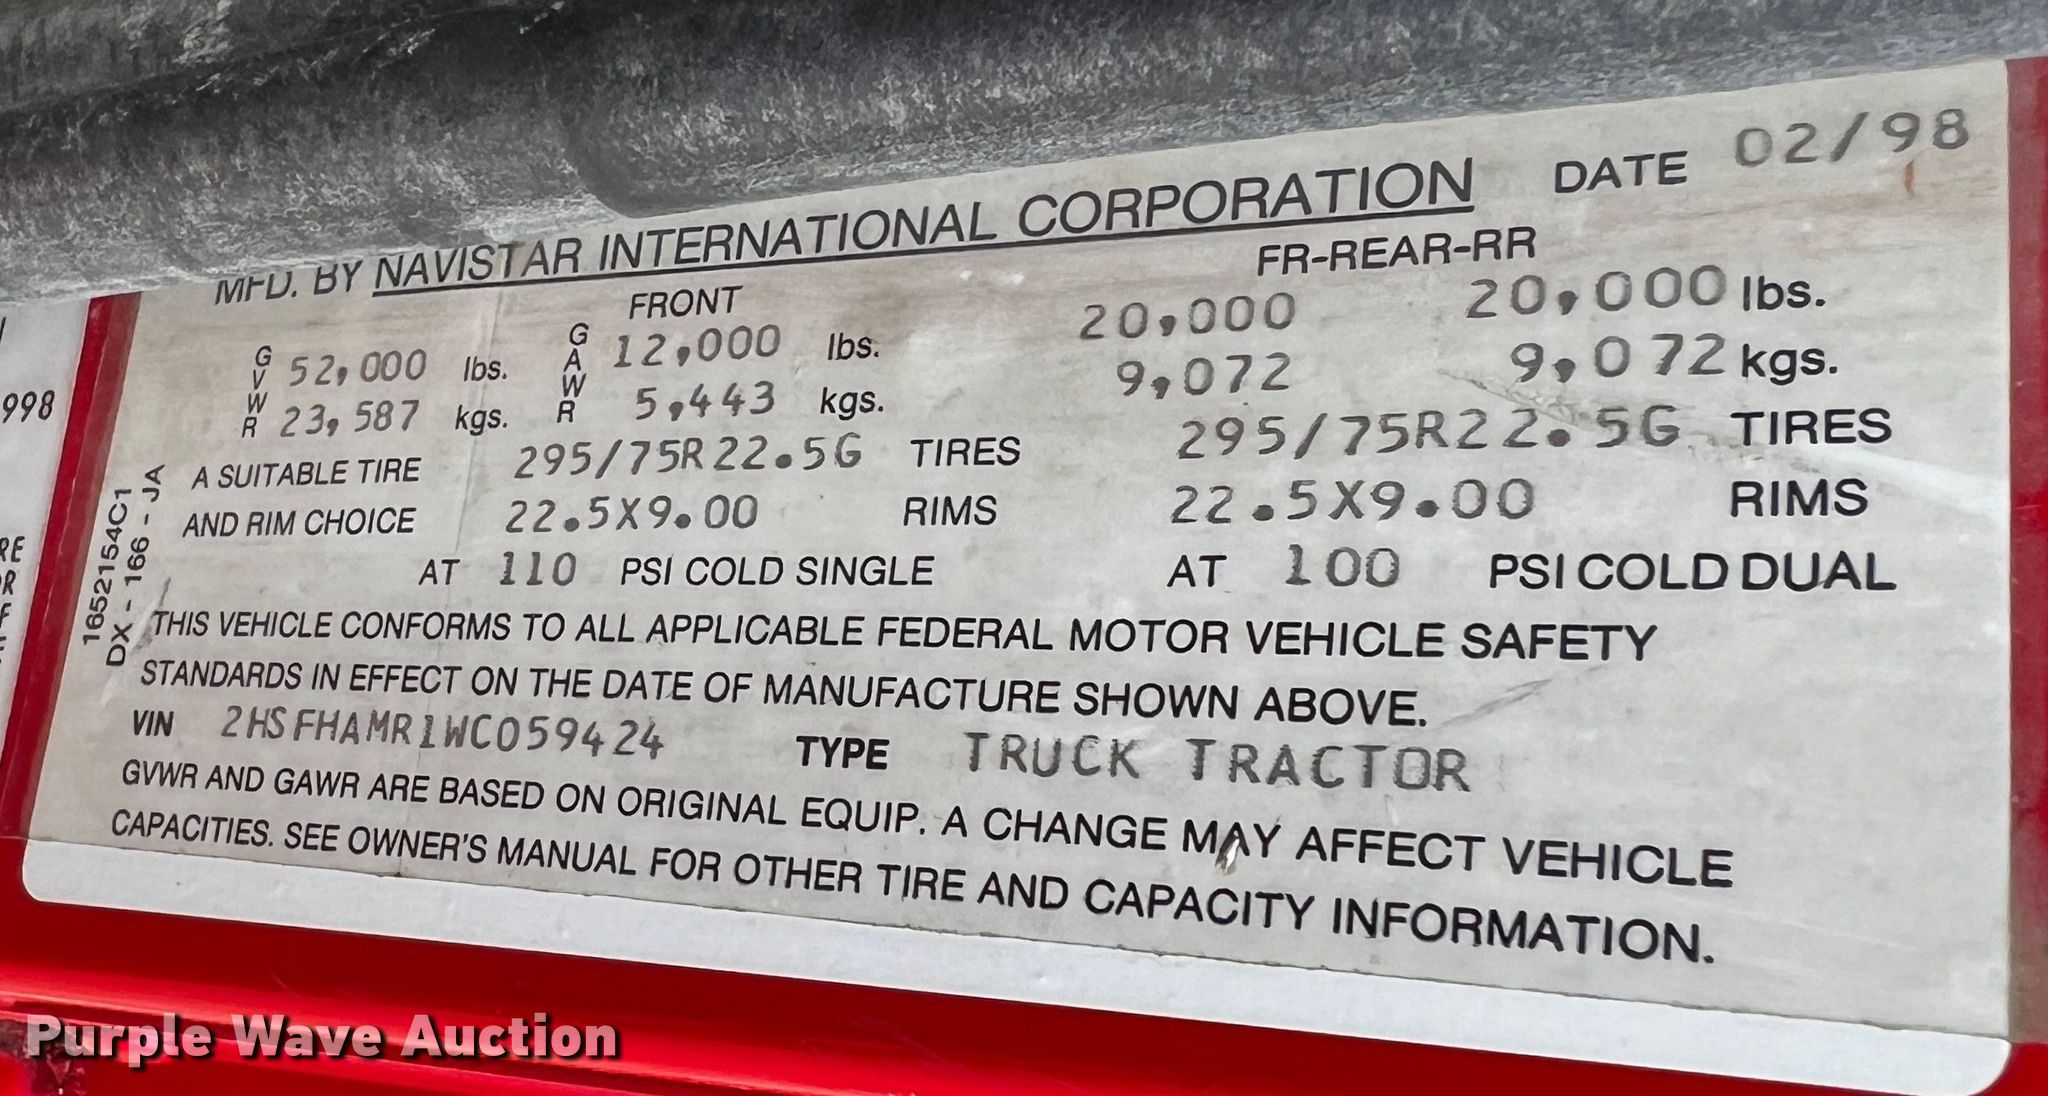 MFD. BY NAVISTAR INTERNATIONAL CORPORATION DATE 02/98
FRONT FR-REAR-RR
GVWR 52,000 lbs. GAWR 12,000 lbs. 20,000 20,000 lbs.
23,587 kgs. 5,443 kgs. 9,072 9,072 kgs.
A SUITABLE TIRE 295/75R22.5G TIRES 295/75R22.5G TIRES
AND RIM CHOICE 22.5X9.00 RIMS 22.5X9.00 RIMS
AT 110 PSI COLD SINGLE AT 100 PSI COLD DUAL
THIS VEHICLE CONFORMS TO ALL APPLICABLE FEDERAL MOTOR VEHICLE SAFETY
STANDARDS IN EFFECT ON THE DATE OF MANUFACTURE SHOWN ABOVE.
VIN 2HSFHAMR1WC059424 TYPE TRUCK TRACTOR
GVWR AND GAWR ARE BASED ON ORIGINAL EQUIP. A CHANGE MAY AFFECT VEHICLE
CAPACITIES. SEE OWNER'S MANUAL FOR OTHER TIRE AND CAPACITY INFORMATION.
1652154C1
DX - 166 - JA
998
Purple Wave Auction